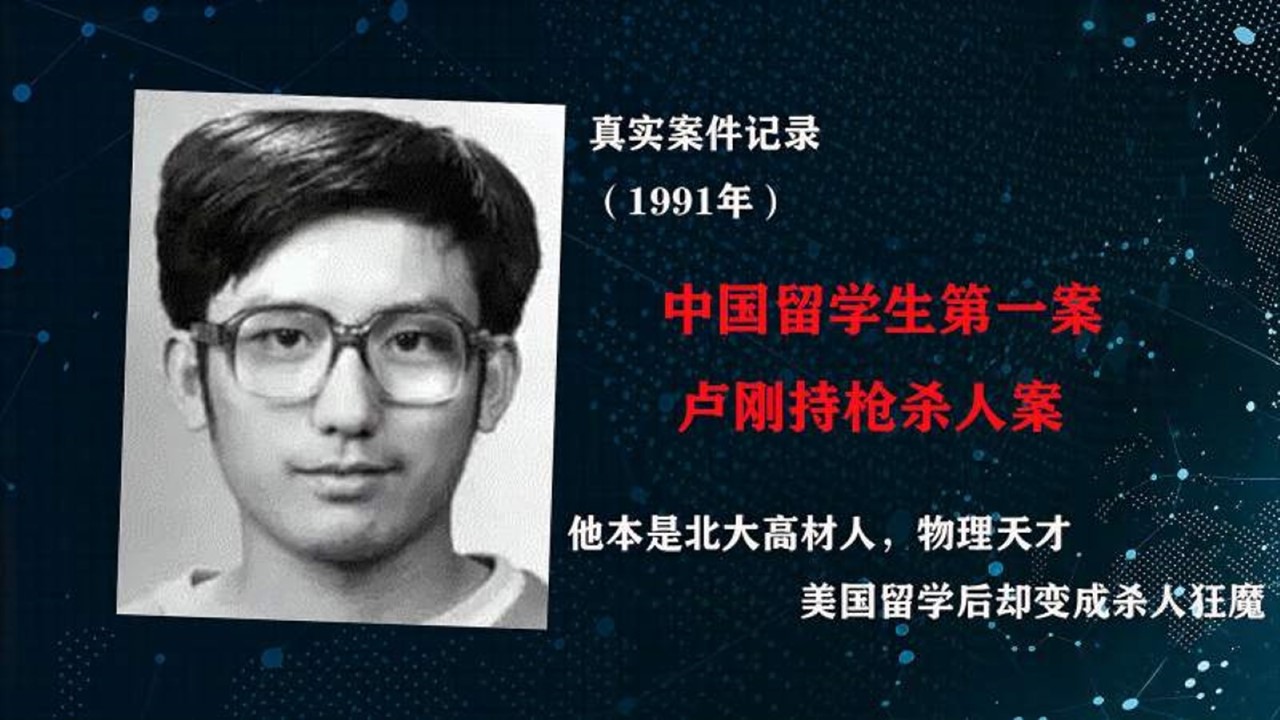 真实案件记录
（1991年）
中国留学生第一案
卢刚持枪杀人案
他本是北大高材人，物理天才
美国留学后却变成杀人狂魔